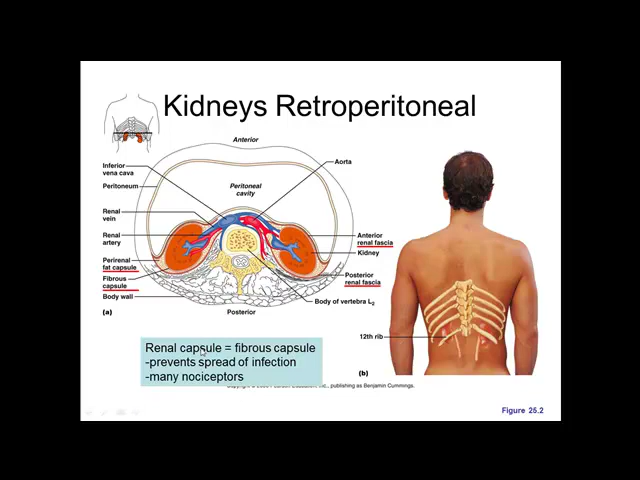 Kidneys Retroperitoneal
Anterior
Inferior
vena cava
Aorta
Peritoneum
Peritoneal
cavity
Renal
vein
Renal
artery
Anterior
renal fascia
Kidney
Perirenal
fat capsule
Fibrous
capsule
Posterior
renal fascia
Body wall
Body of vertebra L2
(a)
Posterior
12th rib
(b)
Renal capsule = fibrous capsule
-prevents spread of infection
-many nociceptors
Education, Inc., publishing as Benjamin Cummings.
Figure 25.2